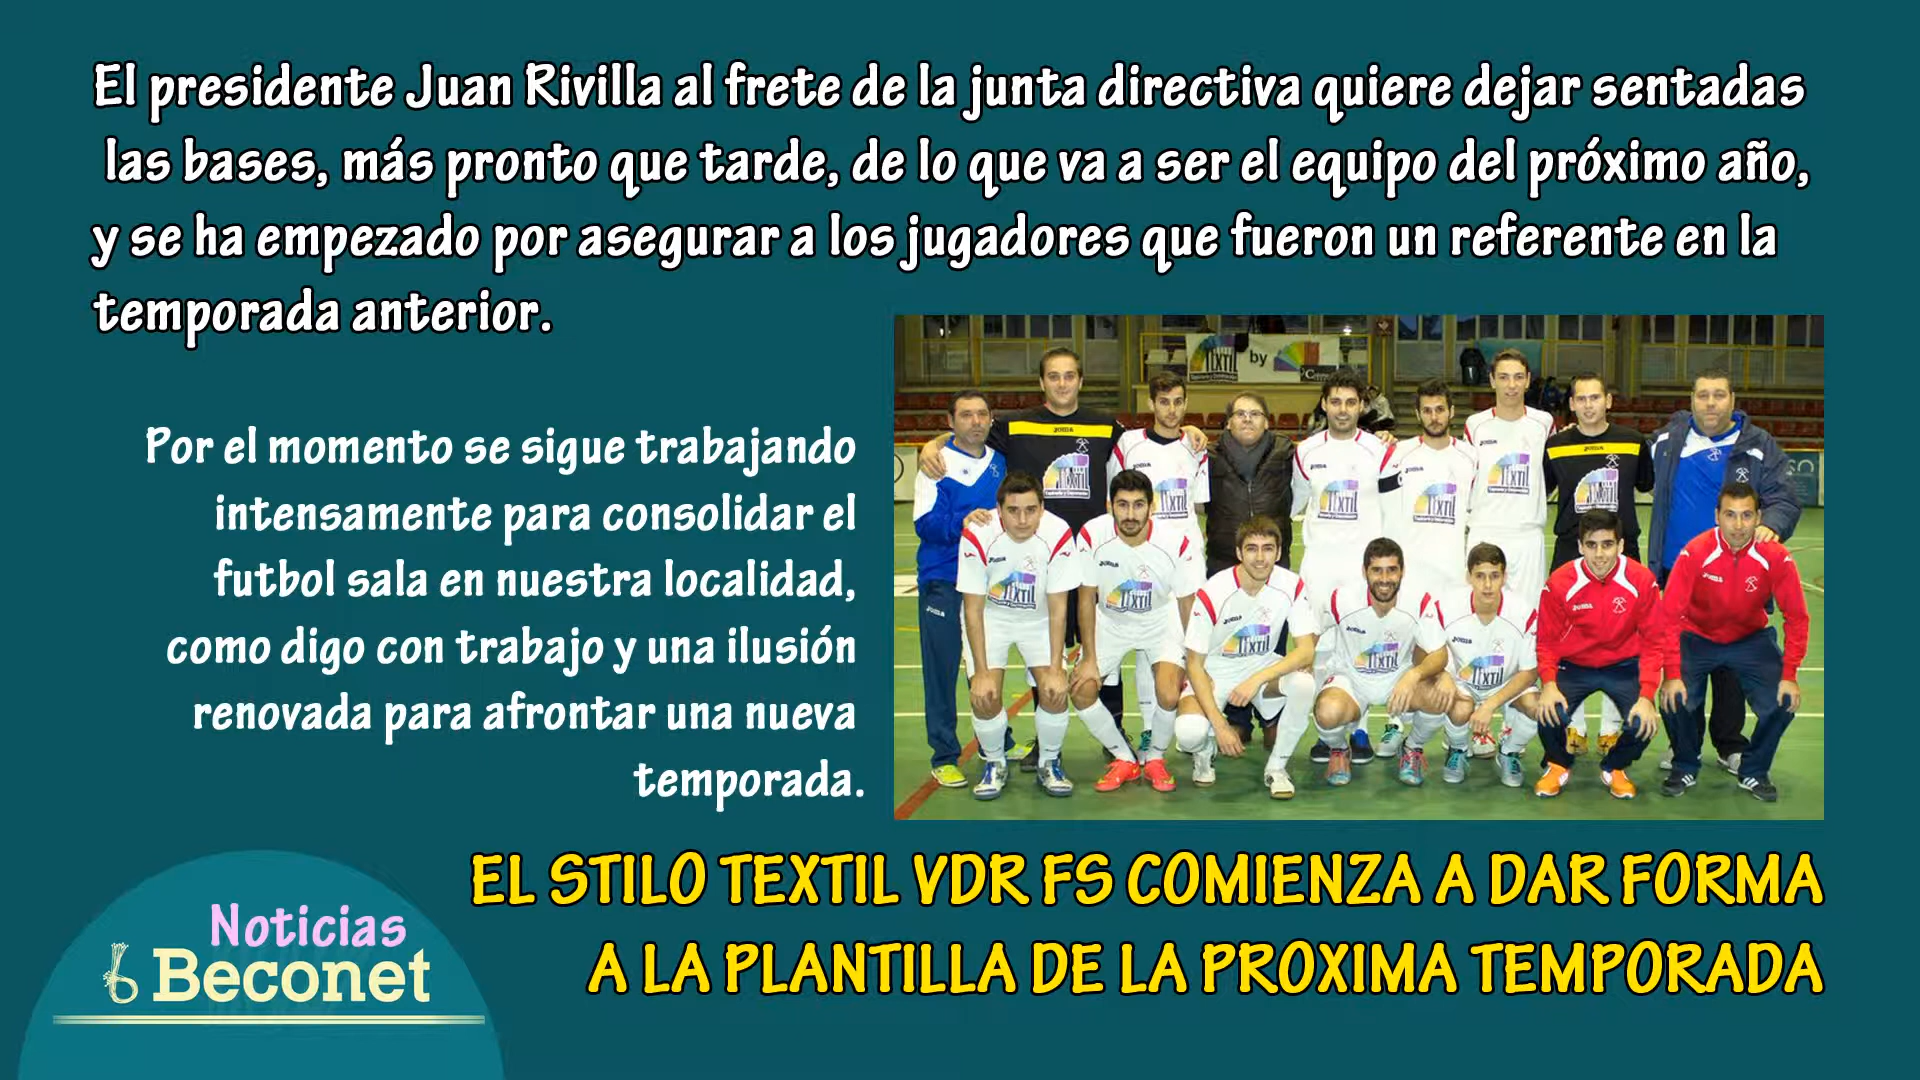 El presidente Juan Rivilla al frete de la junta directiva quiere dejar sentadas
las bases, más pronto que tarde, de lo que va a ser el equipo del próximo año,
y se ha empezado por asegurar a los jugadores que fueron un referente en la
temporada anterior.
Por el momento se sigue trabajando
intensamente para consolidar el
futbol sala en nuestra localidad,
como digo con trabajo y una ilusión
renovada para afrontar una nueva
temporada.
by
EL STILO TEXTIL VDR FS COMIENZA A DAR FORMA
A LA PLANTILLA DE LA PROXIMA TEMPORADA
Noticias
Beconet